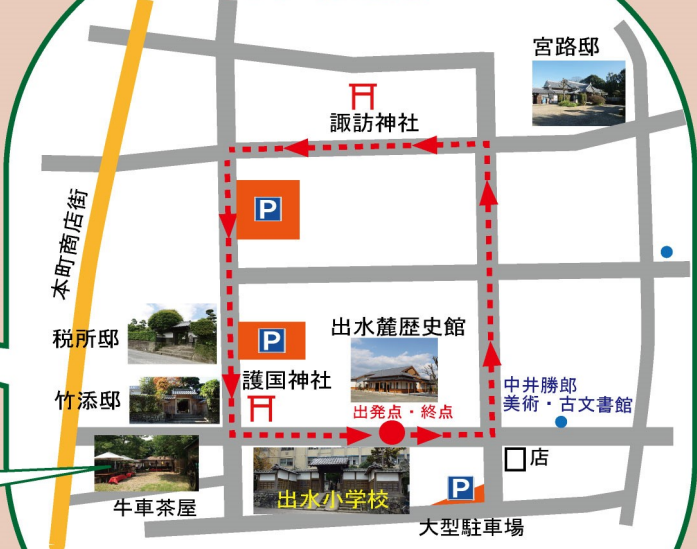 宮路邸
諏訪神社
本町商店街
P
税所邸
P
出水麓歴史館
竹添邸
護国神社
出発点・終点
中井勝郎
美術・古文書館
牛車茶屋
出水小学校
P
店
大型駐車場